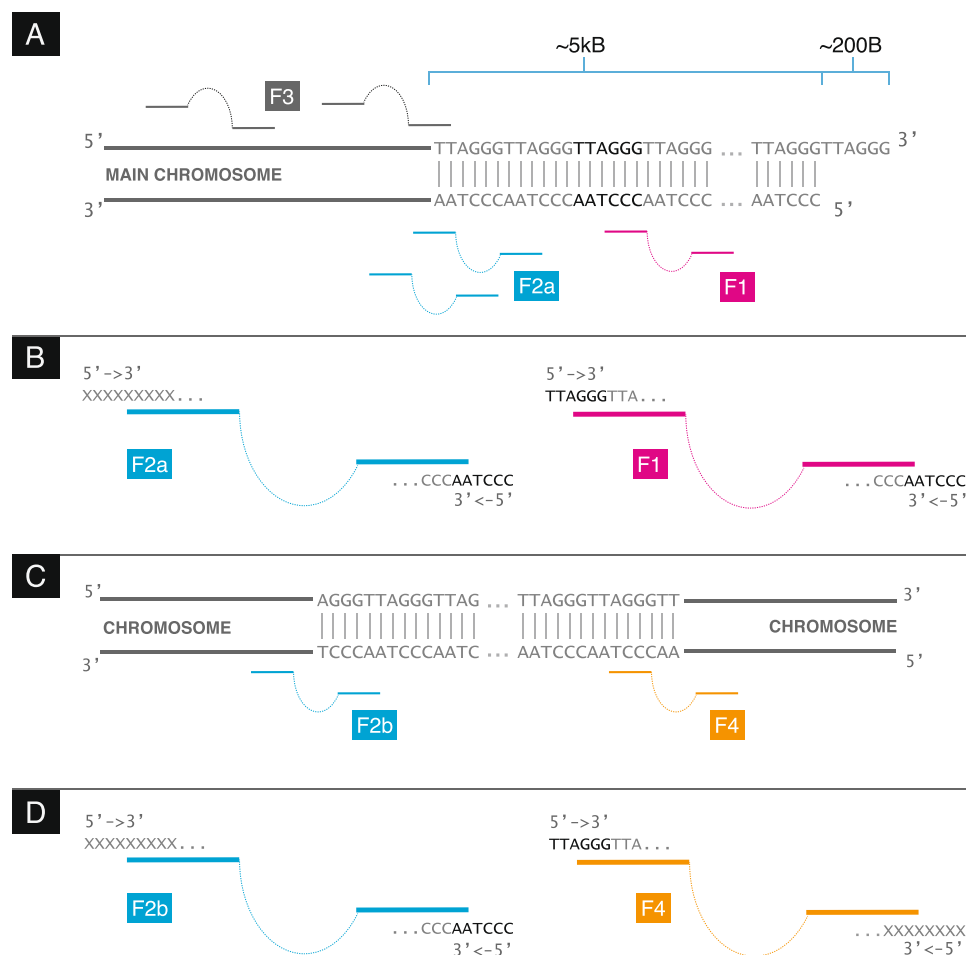 A
~5kB ~200B
F3
5’ TTAGGGTTAGGGTTAGGGTTAGGG ... TTAGGGTTAGGG 3’
MAIN CHROMOSOME
3’ AATCCCAATCCCAATCCCAATCCC ... AATCCC 5’
F2a F1
B
5’->3’ 5’->3’
XXXXXXXXX... TTAGGGTTA...
F2a F1
...CCCAATCCC ...CCCAATCCC
3’<-5’ 3’<-5’
C
5’ AGGGTTAGGGTTAG ... TTAGGGTTAGGGTT 3’
CHROMOSOME CHROMOSOME
3’ TCCCAATCCCAATC ... AATCCCAATCCCAA 5’
F2b F4
D
5’->3’ 5’->3’
XXXXXXXXX... TTAGGGTTA...
F2b F4
...CCCAATCCC ...XXXXXXXX
3’<-5’ 3’<-5’